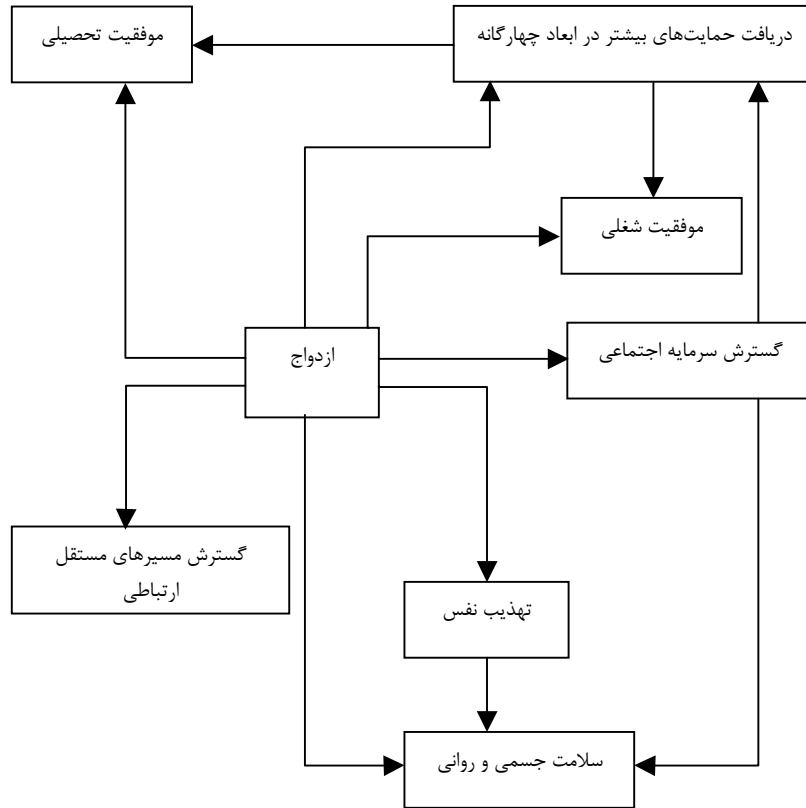 دریافت حمایت‌های بیشتر در ابعاد چهارگانه
موفقیت تحصیلی
موفقیت شغلی
گسترش سرمایه اجتماعی
ازدواج
گسترش مسیرهای مستقل
ارتباطی
تهذیب نفس
سلامت جسمی و روانی